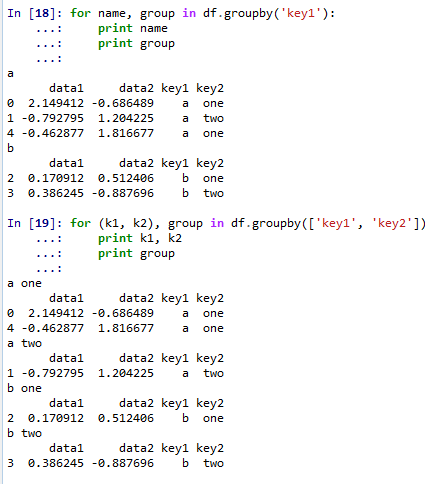 In [18]: for name, group in df.groupby('key1'):
    ...:     print name
    ...:     print group
    ...:
a
      data1     data2 key1 key2
0  2.149412 -0.686489    a  one
1 -0.792795  1.204225    a  two
4 -0.462877  1.816677    a  one
b
      data1     data2 key1 key2
2  0.170912  0.512406    b  one
3  0.386245 -0.887696    b  two
In [19]: for (k1, k2), group in df.groupby(['key1', 'key2'])
    ...:     print k1, k2
    ...:     print group
    ...:
a one
      data1     data2 key1 key2
0  2.149412 -0.686489    a  one
4 -0.462877  1.816677    a  one
a two
      data1     data2 key1 key2
1 -0.792795  1.204225    a  two
b one
      data1     data2 key1 key2
2  0.170912  0.512406    b  one
b two
      data1     data2 key1 key2
3  0.386245 -0.887696    b  two